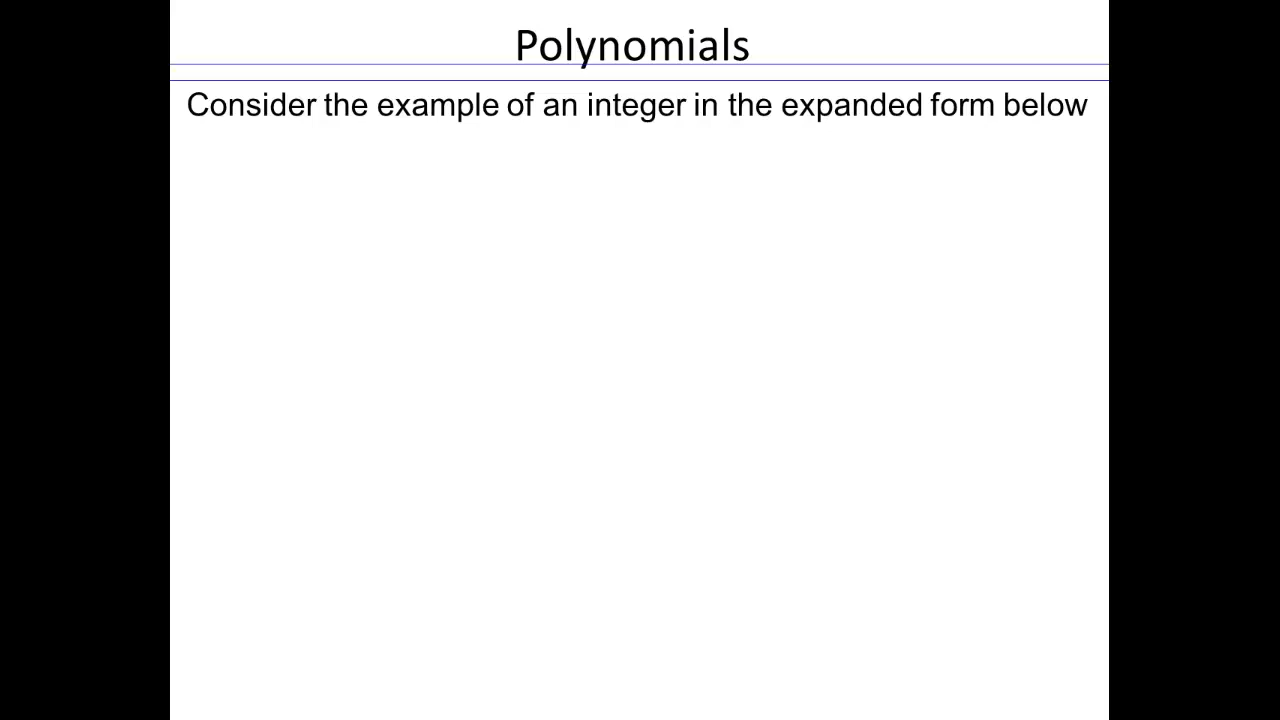 Polynomials
Consider the example of an integer in the expanded form below